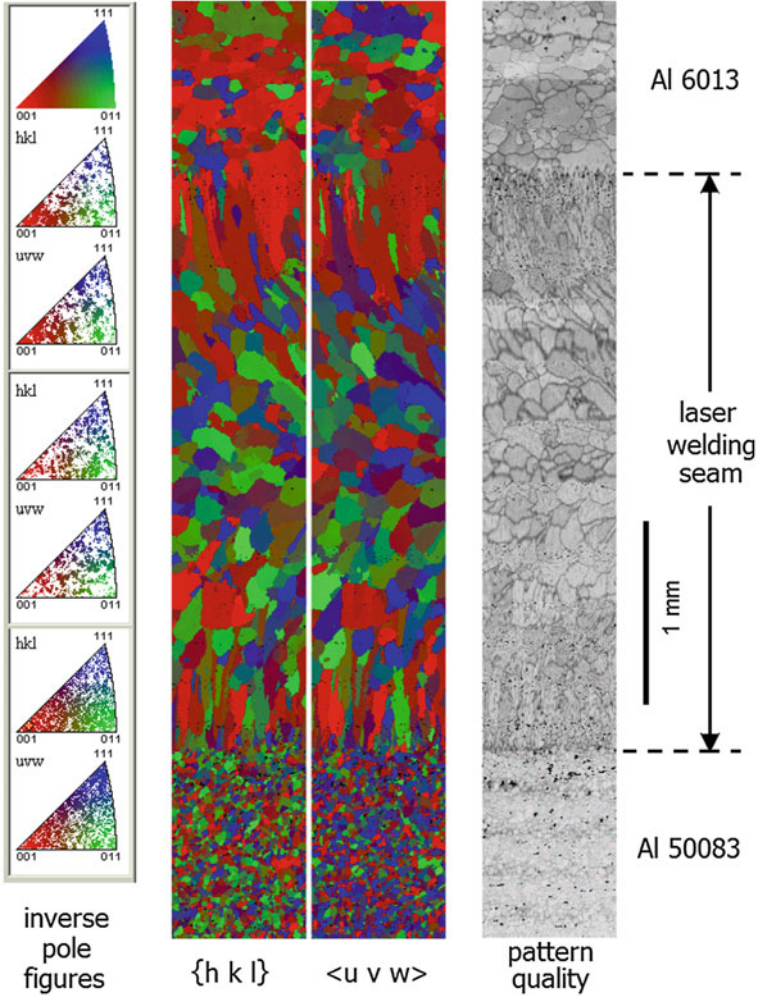 111
001 011
hkl
111
001 011
uvw
111
001 011
hkl
111
001 011
uvw
111
001 011
hkl
111
001 011
uvw
111
001 011
inverse
pole
figures
{h k l}
<u v w>
pattern
quality
Al 6013
laser
welding
seam
1 mm
Al 50083